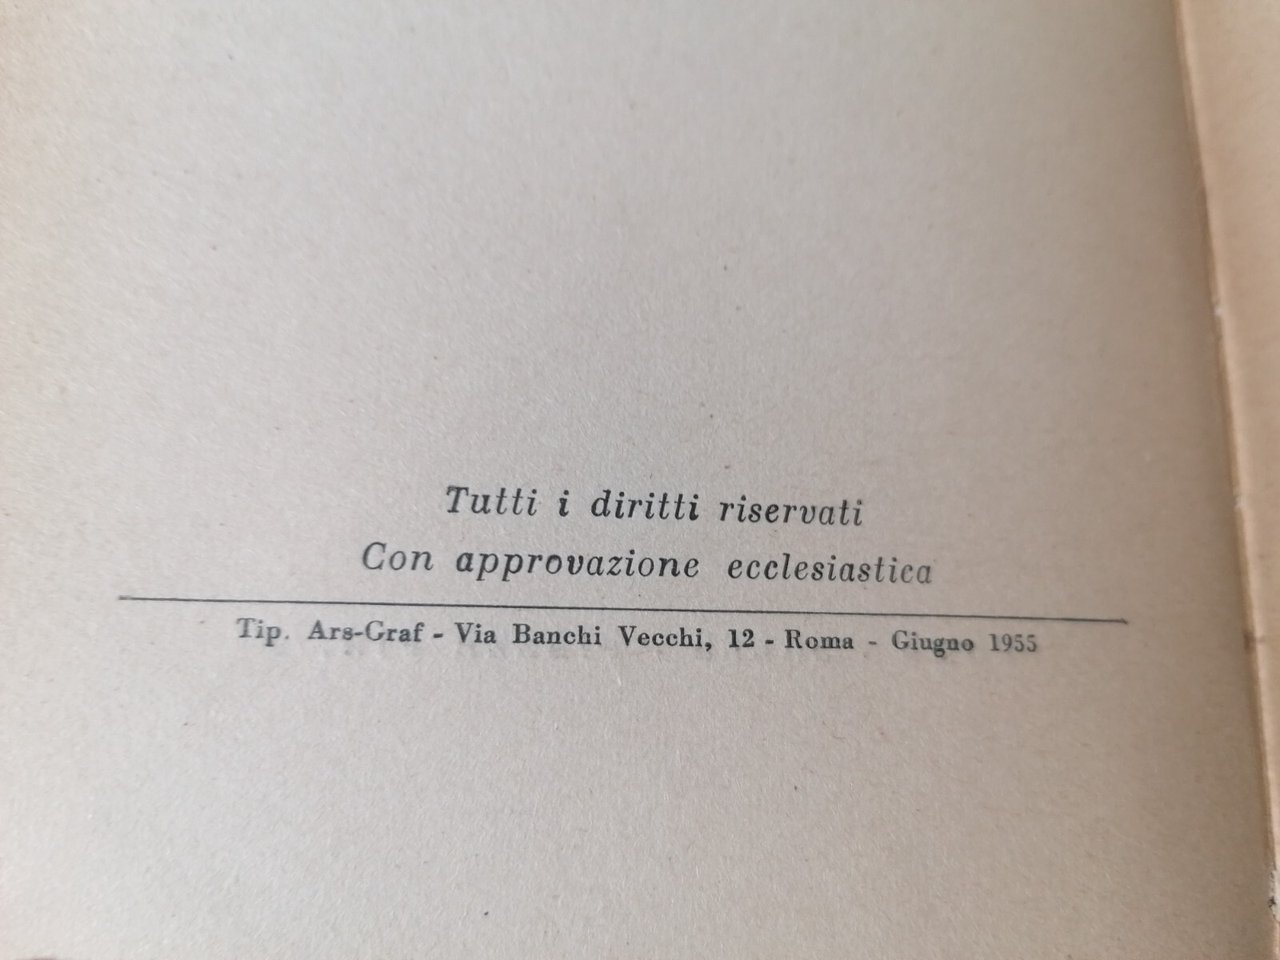 Tutti i diritti riservati
Con approvazione ecclesiastica
Tip. Ars-Graf - Via Banchi Vecchi, 12 - Roma - Giugno 1955